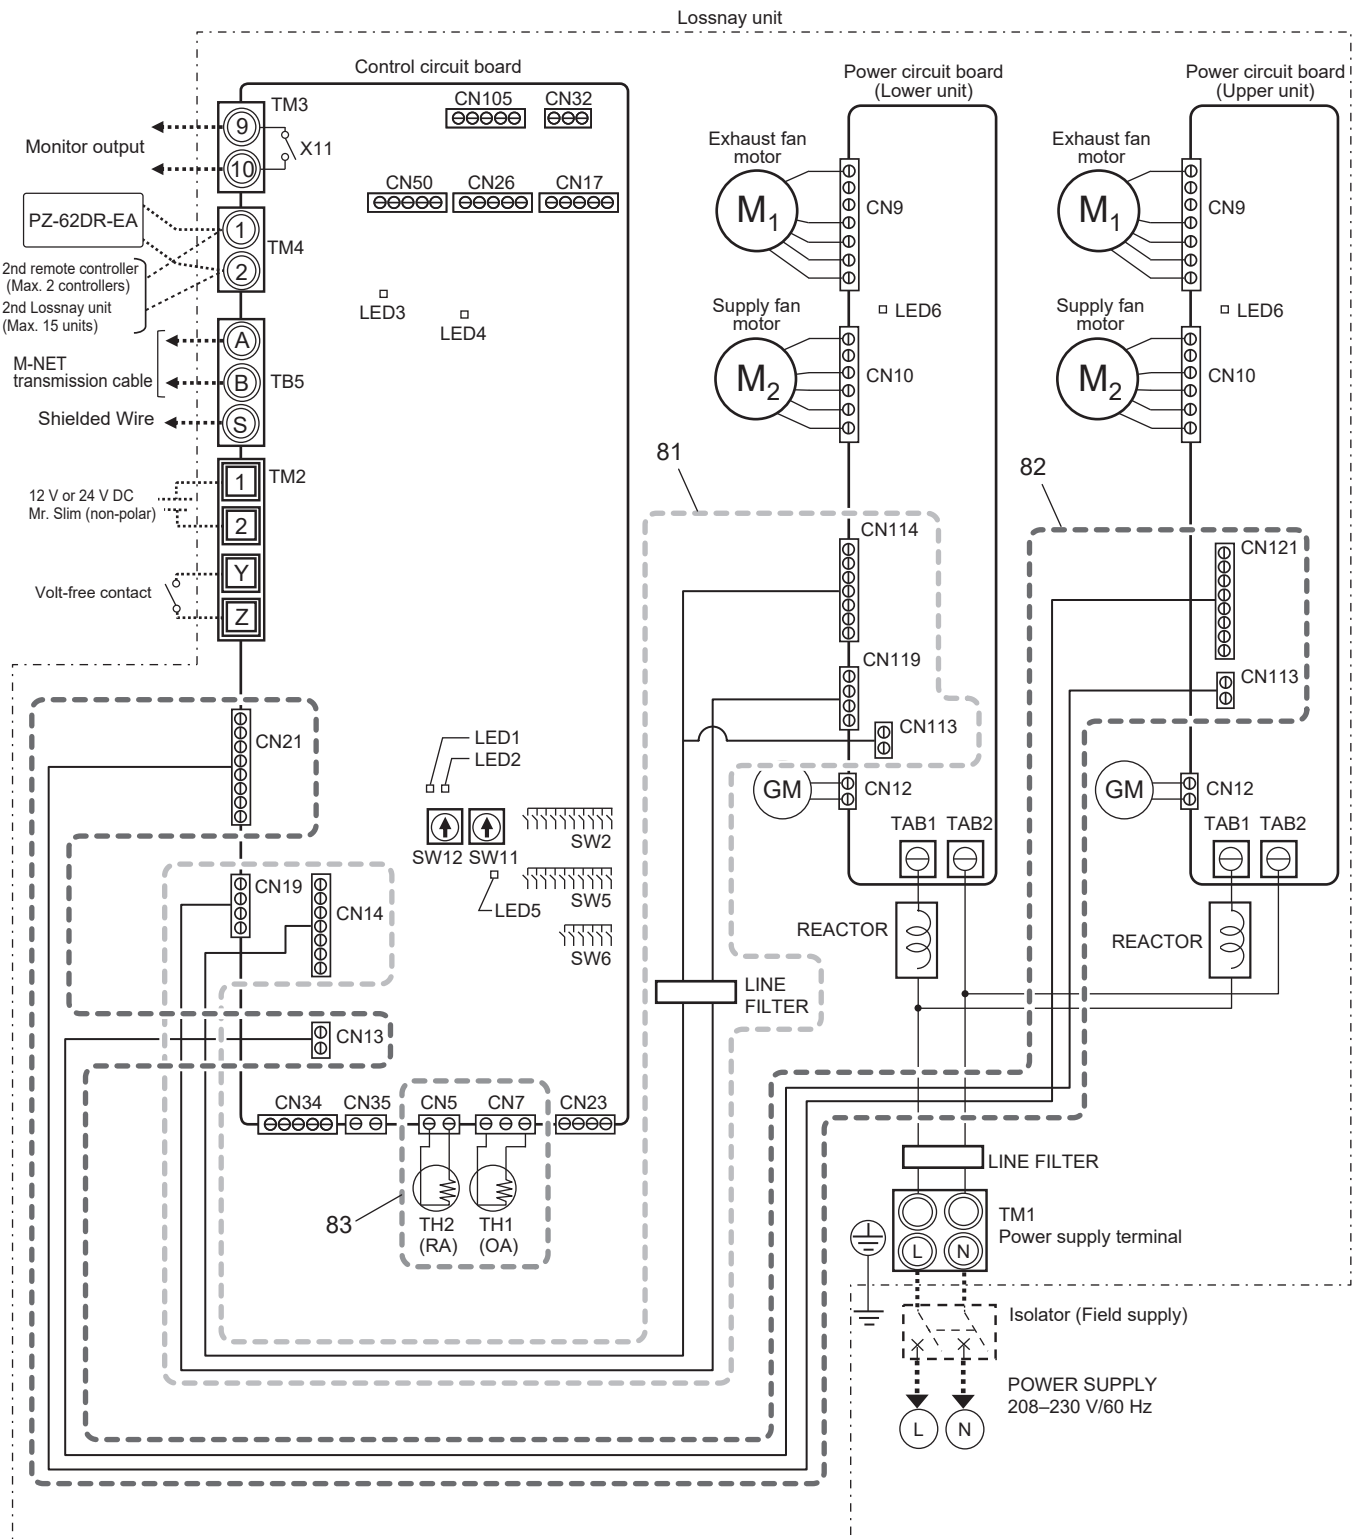 Lossnay unit
Control circuit board
Power circuit board
(Lower unit)
Power circuit board
(Upper unit)
TM3
9
10
X11
Monitor output
CN105
CN32
CN50
CN26
CN17
PZ-62DR-EA
1
2
TM4
2nd remote controller
(Max. 2 controllers)
2nd Lossnay unit
(Max. 15 units)
LED3
LED4
A
B
S
TB5
M-NET
transmission cable
Shielded Wire
TM2
1
2
Y
Z
12 V or 24 V DC
Mr. Slim (non-polar)
Volt-free contact
Exhaust fan
motor
M1
CN9
Supply fan
motor
LED6
M2
CN10
Exhaust fan
motor
M1
CN9
Supply fan
motor
LED6
M2
CN10
81
82
CN114
CN119
CN113
CN121
CN113
CN21
LED1
LED2
SW12
SW11
SW2
SW5
SW6
LED5
CN19
CN14
CN13
GM
CN12
TAB1
TAB2
GM
CN12
TAB1
TAB2
REACTOR
REACTOR
LINE
FILTER
CN34
CN35
CN5
CN7
CN23
83
TH2
(RA)
TH1
(OA)
LINE FILTER
TM1
Power supply terminal
L
N
Isolator (Field supply)
POWER SUPPLY
208–230 V/60 Hz
L
N